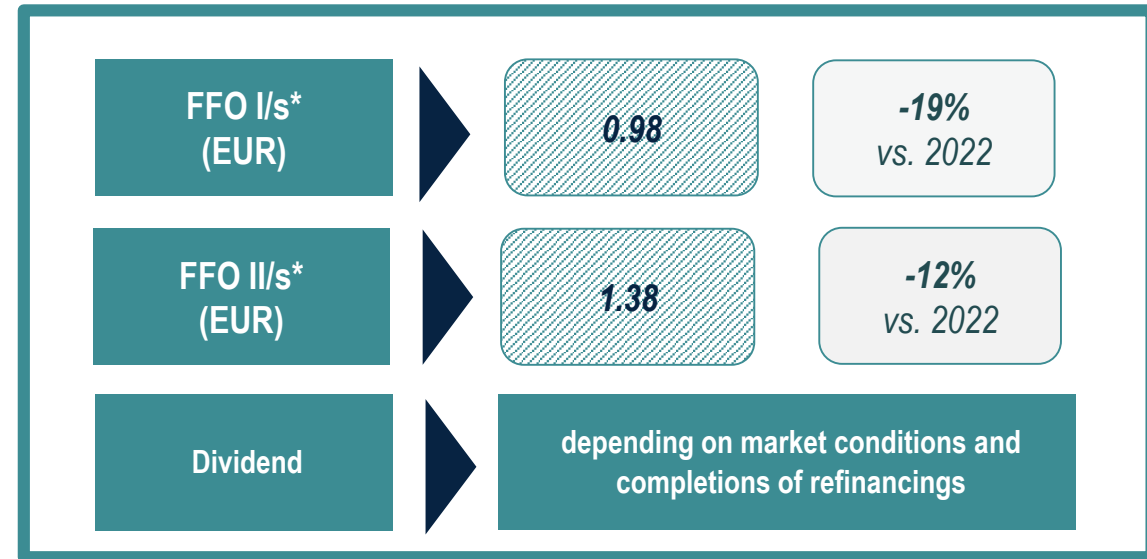 FFO I/s*
(EUR)
0.98
-19%
vs. 2022
FFO II/s*
(EUR)
1.38
-12%
vs. 2022
Dividend
depending on market conditions and
completions of refinancings